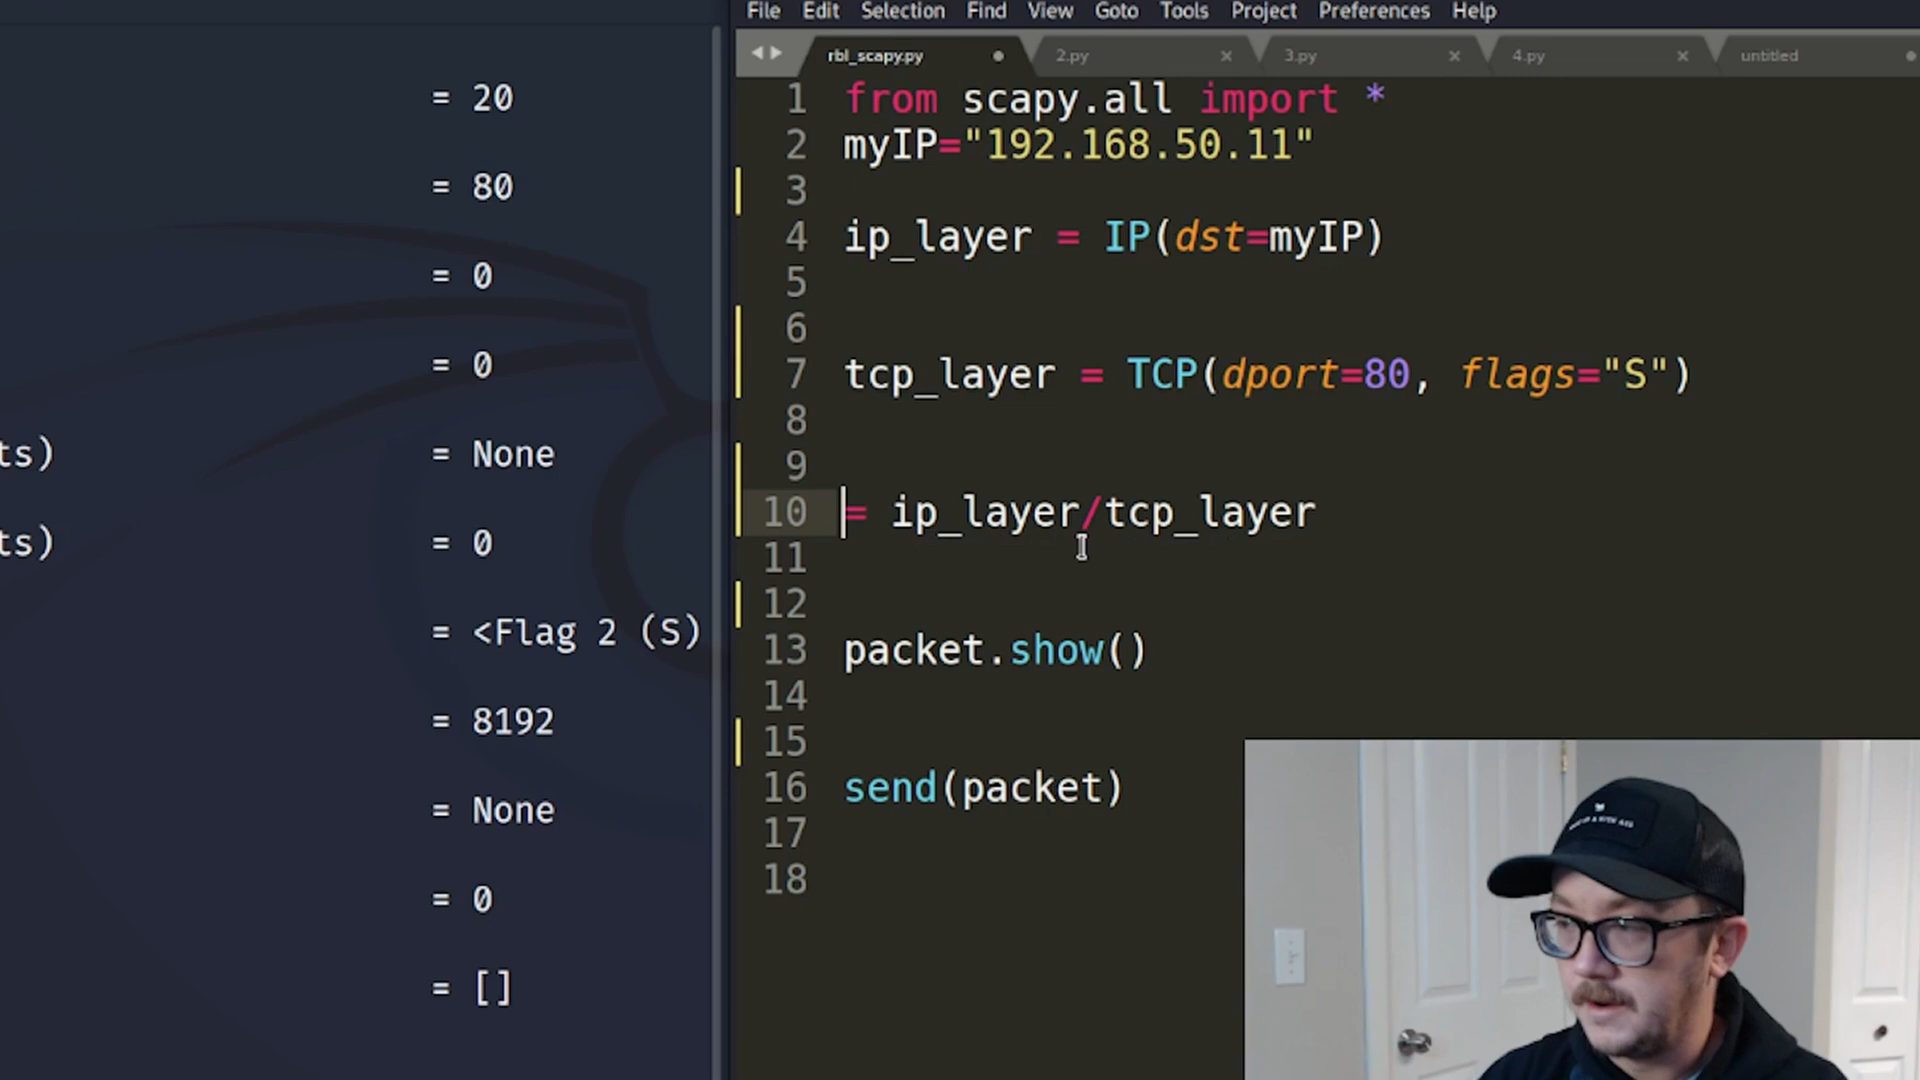 File Edit Selection Find View Goto Tools Project Preferences Help
rbl_scapy.py 2.py × 3.py × 4.py × untitled
= 20
= 80
= 0
= 0
ts) = None
ts) = 0
= <Flag 2 (S)
= 8192
= None
= 0
= []
1 from scapy.all import *
2 myIP="192.168.50.11"
3
4 ip_layer = IP(dst=myIP)
5
6
7 tcp_layer = TCP(dport=80, flags="S")
8
9
10 = ip_layer/tcp_layer
11
12
13 packet.show()
14
15
16 send(packet)
17
18